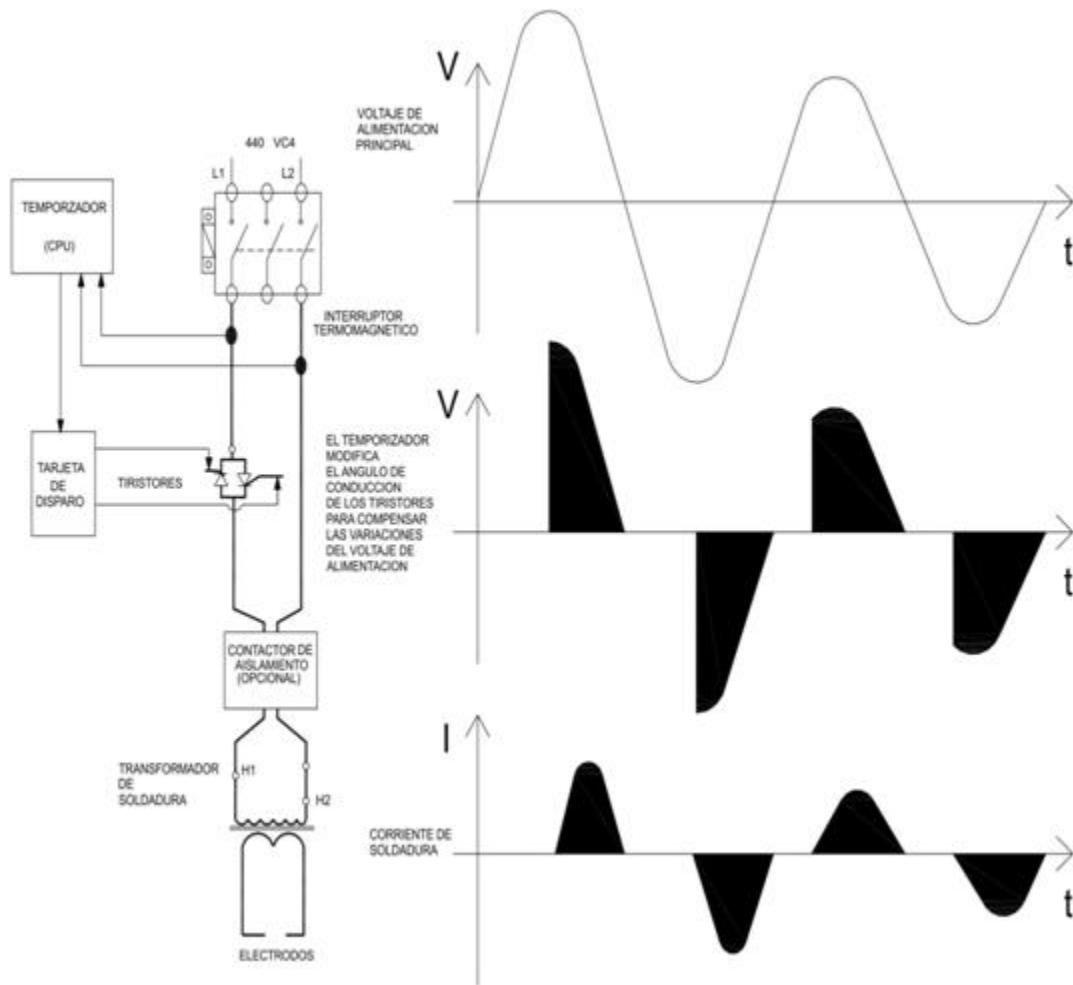 V
VOLTAJE DE
ALIMENTACION
PRINCIPAL
t
440 VC4
L1
L2
TEMPORZADOR
(CPU)
INTERRUPTOR
TERMOMAGNETICO
V
TARJETA
DE
DISPARO
TIRISTORES
EL TEMPORIZADOR
MODIFICA
EL ANGULO DE
CONDUCCION
DE LOS TIRISTORES
PARA COMPENSAR
LAS VARIACIONES
DEL VOLTAJE DE
ALIMENTACION
t
CONTACTOR DE
AISLAMIENTO
(OPCIONAL)
I
TRANSFORMADOR
DE
SOLDADURA
H1
H2
CORRIENTE DE
SOLDADURA
t
ELECTRODOS